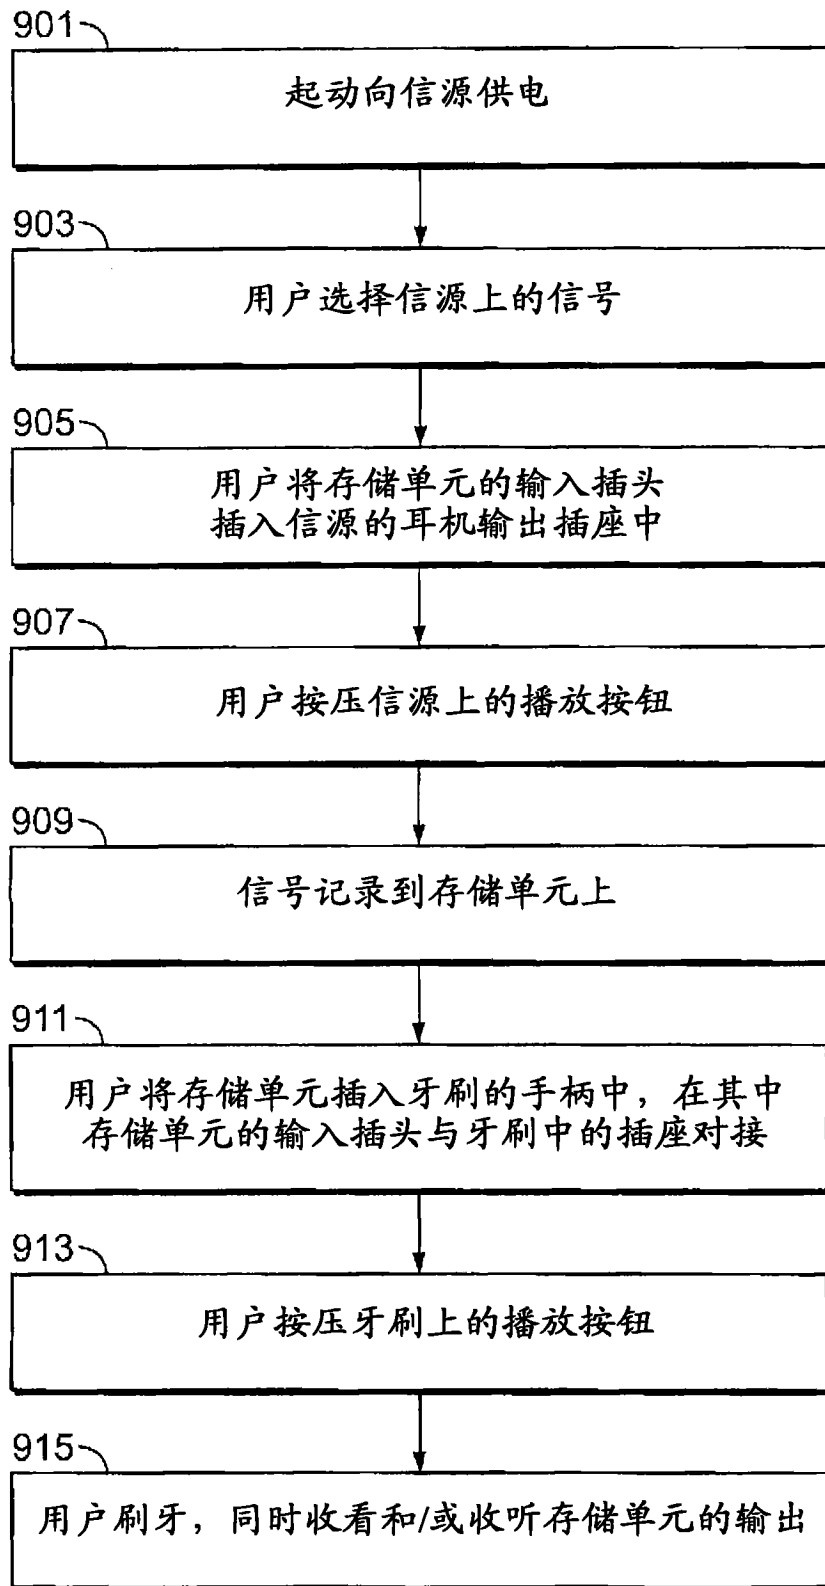 901
起动向信源供电
903
用户选择信源上的信号
905
用户将存储单元的输入插头
插入信源的耳机输出插座中
907
用户按压信源上的播放按钮
909
信号记录到存储单元上
911
用户将存储单元插入牙刷的手柄中，在其中
存储单元的输入插头与牙刷中的插座对接
913
用户按压牙刷上的播放按钮
915
用户刷牙，同时收看和/或收听存储单元的输出